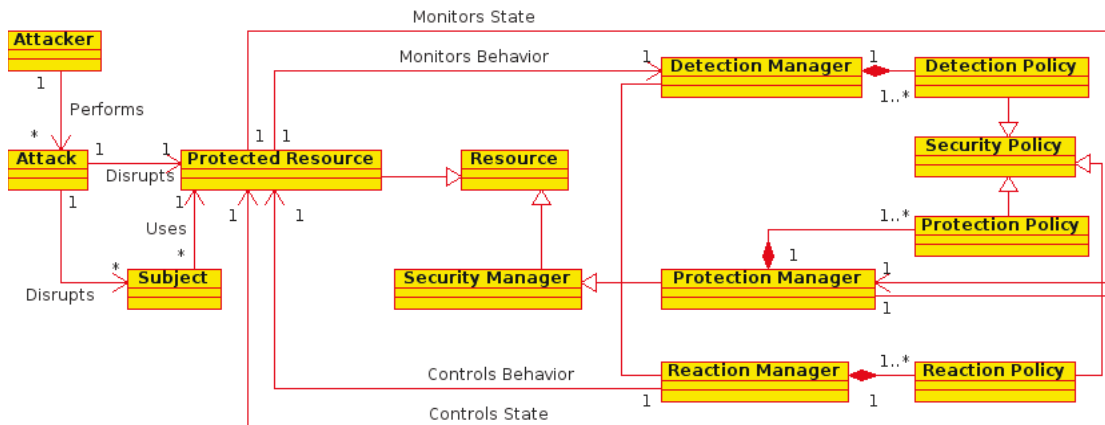 Monitors State
Attacker
Monitors Behavior
1
Detection Manager
1
Detection Policy
1
1..*
Performs
*
1
1
1
1
Security Policy
Attack
Disrupts
Protected Resource
Resource
1
1
1
1
1..*
Protection Policy
Uses
*
1
*
Subject
Security Manager
Protection Manager
1
Disrupts
1
1..*
Controls Behavior
Reaction Manager
Reaction Policy
1
1
Controls State